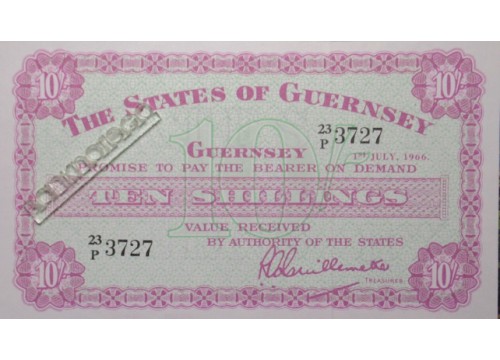 10/-
10/-
THE STATES OF GUERNSEY
10/-
23/P 3727
GUERNSEY
1ST JULY, 1966.
PROMISE TO PAY THE BEARER ON DEMAND
TEN SHILLINGS
VALUE RECEIVED
BY AUTHORITY OF THE STATES
23/P 3727
TREASURER.
10/-
10/-